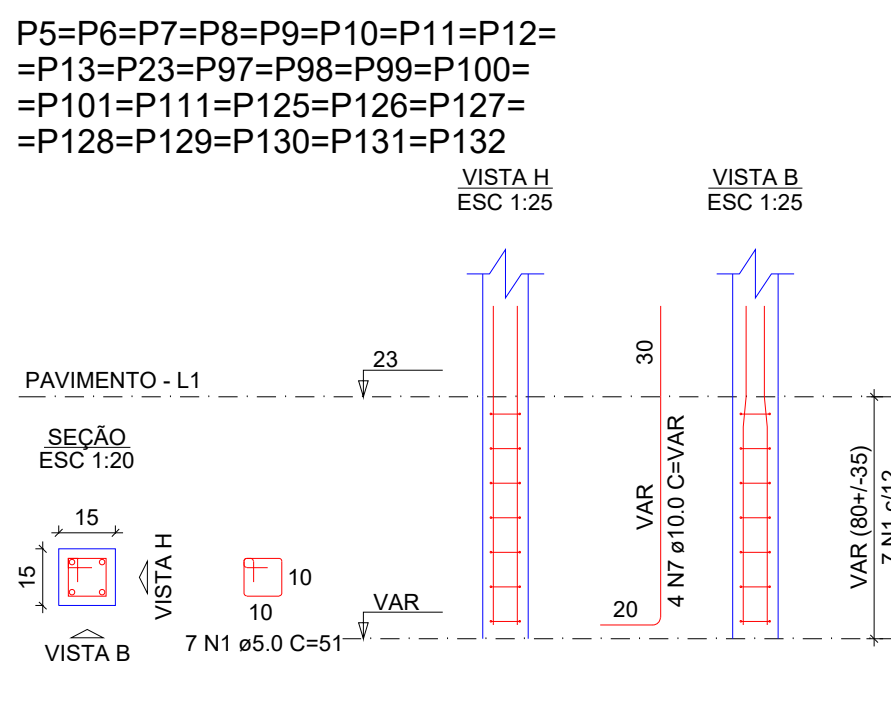 P5=P6=P7=P8=P9=P10=P11=P12=
=P13=P23=P97=P98=P99=P100=
=P101=P111=P125=P126=P127=
=P128=P129=P130=P131=P132
VISTA H
ESC 1:25
VISTA B
ESC 1:25
30
23
PAVIMENTO - L1
SEÇÃO
ESC 1:20
15
15
VISTA H
VISTA B
10
10
7 N1 ø5.0 C=51
VAR
VAR
4 N7 ø10.0 C=VAR
20
VAR (80+/-35)
7 N1 c/12